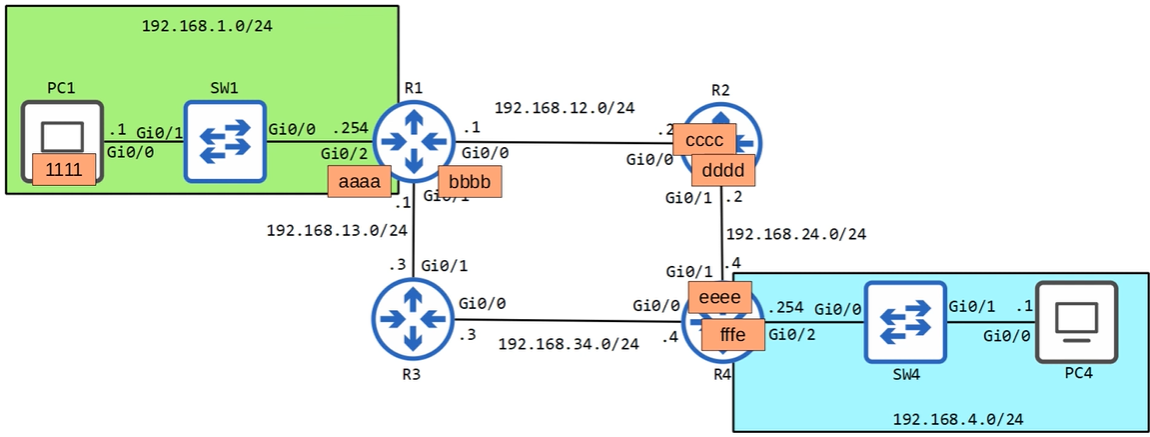 192.168.1.0/24
PC1
SW1
R1
R2
192.168.12.0/24
.1
Gi0/1
Gi0/0
.254
.1
.2
Gi0/0
Gi0/2
Gi0/0
Gi0/0
1111
aaaa
bbbb
cccc
dddd
.1
Gi0/1
Gi0/1
.2
192.168.13.0/24
192.168.24.0/24
.3
Gi0/1
Gi0/1
.4
Gi0/0
Gi0/0
eeee
fffe
.254
Gi0/0
Gi0/1
.1
.3
192.168.34.0/24
.4
Gi0/2
Gi0/0
R3
R4
SW4
PC4
192.168.4.0/24